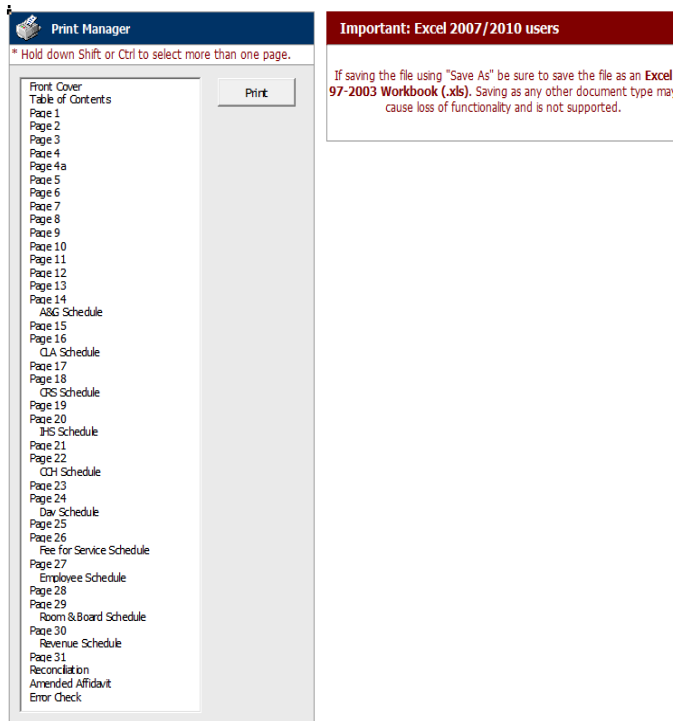 Print Manager
* Hold down Shift or Ctrl to select more than one page.
Front Cover
Table of Contents
Page 1
Page 2
Page 3
Page 4
Page 4a
Page 5
Page 6
Page 7
Page 8
Page 9
Page 10
Page 11
Page 12
Page 13
Page 14
A&G Schedule
Page 15
Page 16
CLA Schedule
Page 17
Page 18
CRS Schedule
Page 19
Page 20
IHS Schedule
Page 21
Page 22
CCH Schedule
Page 23
Page 24
Day Schedule
Page 25
Page 26
Fee for Service Schedule
Page 27
Employee Schedule
Page 28
Page 29
Room & Board Schedule
Page 30
Revenue Schedule
Page 31
Reconciliation
Amended Affidavit
Error Check
Print
Important: Excel 2007/2010 users
If saving the file using "Save As" be sure to save the file as an Excel
97-2003 Workbook (.xls). Saving as any other document type may
cause loss of functionality and is not supported.